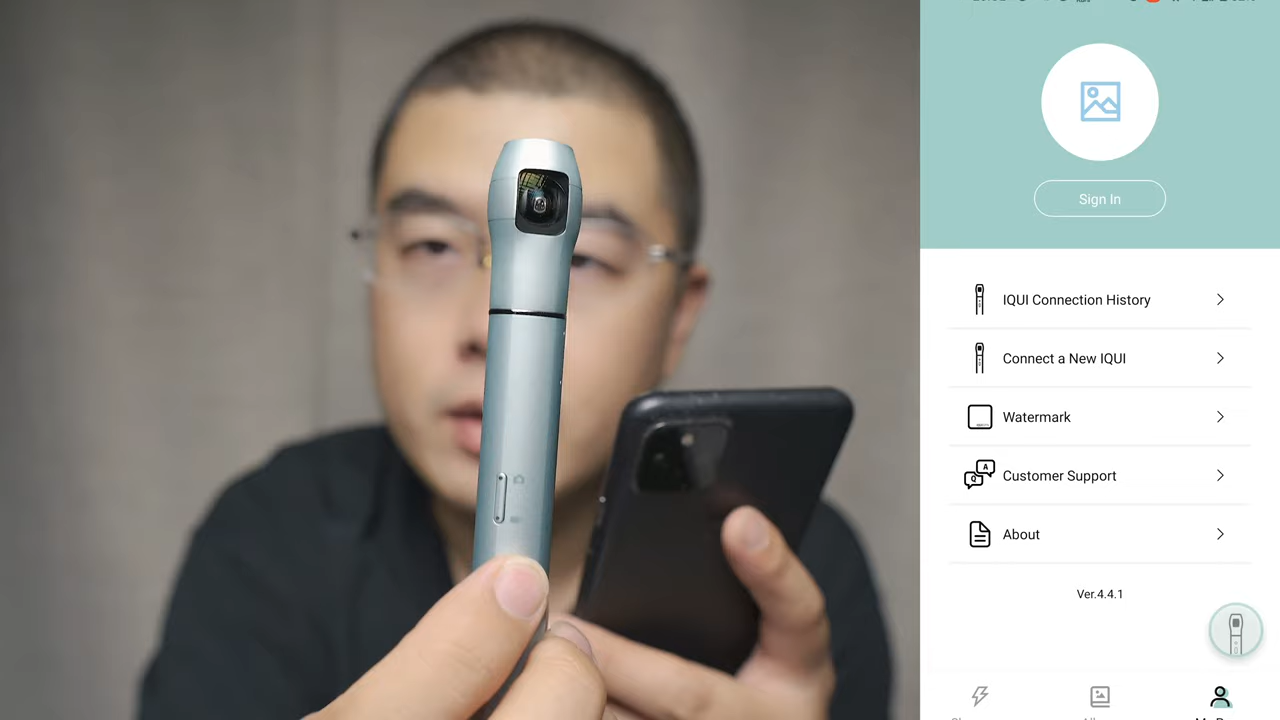 Sign In
IQUI Connection History
Connect a New IQUI
Watermark
A
Q
Customer Support
About
Ver.4.4.1